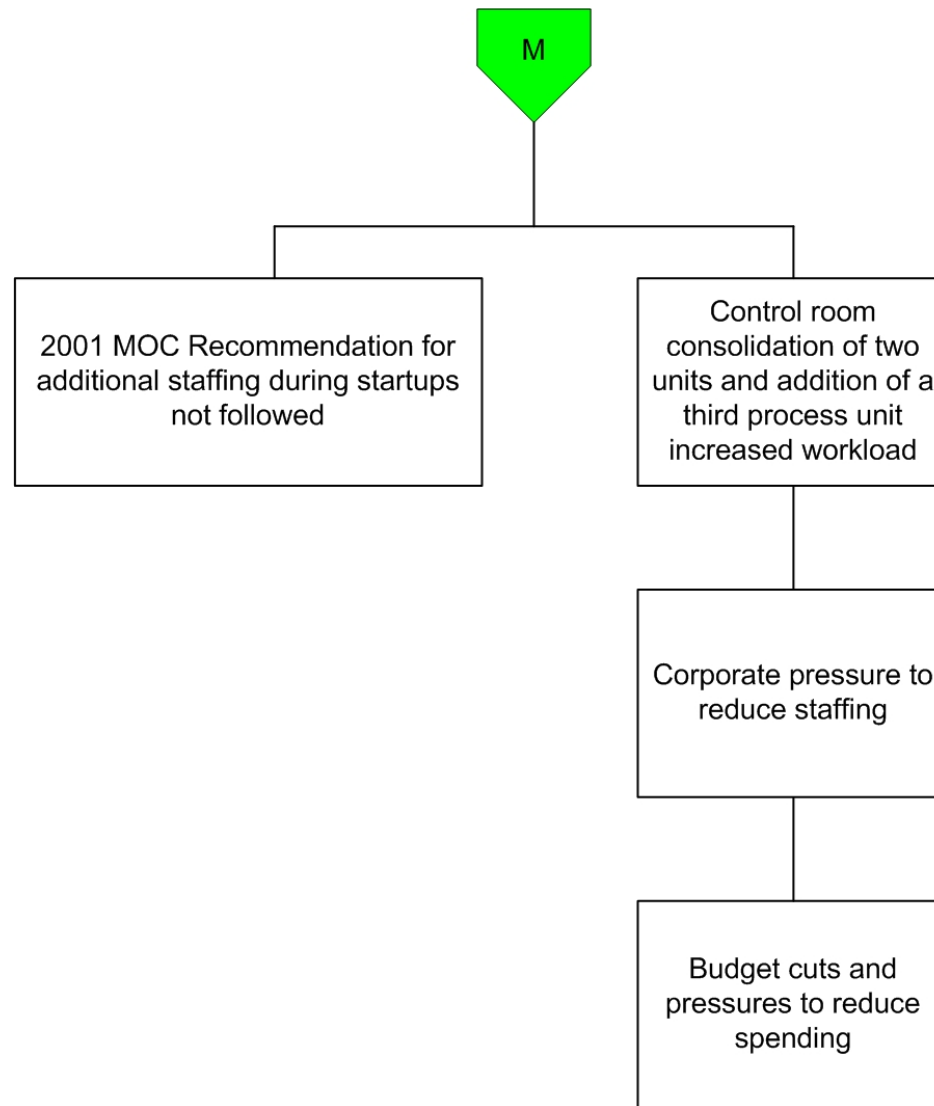 M
2001 MOC Recommendation for
additional staffing during startups
not followed
Control room
consolidation of two
units and addition of a
third process unit
increased workload
Corporate pressure to
reduce staffing
Budget cuts and
pressures to reduce
spending